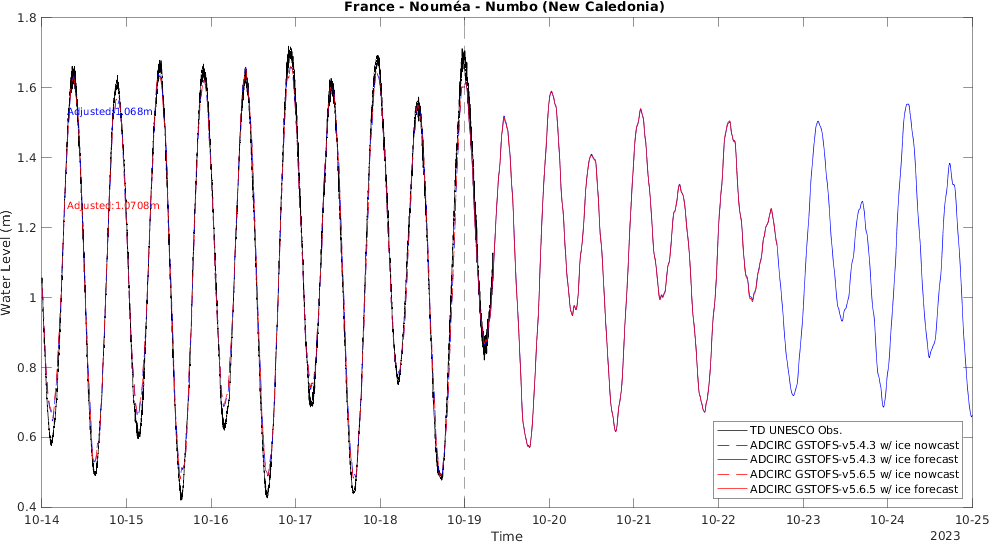 France - Nouméa - Numbo (New Caledonia)
1.8
1.6
1.4
1.2
1
0.8
0.6
0.4
Water Level (m)
Adjusted:1.068m
Adjusted:1.0708m
TD UNESCO Obs.
ADCIRC GSTOFS-v5.4.3 w/ ice nowcast
ADCIRC GSTOFS-v5.4.3 w/ ice forecast
ADCIRC GSTOFS-v5.6.5 w/ ice nowcast
ADCIRC GSTOFS-v5.6.5 w/ ice forecast
10-14 10-15 10-16 10-17 10-18 10-19 10-20 10-21 10-22 10-23 10-24 10-25
Time
2023